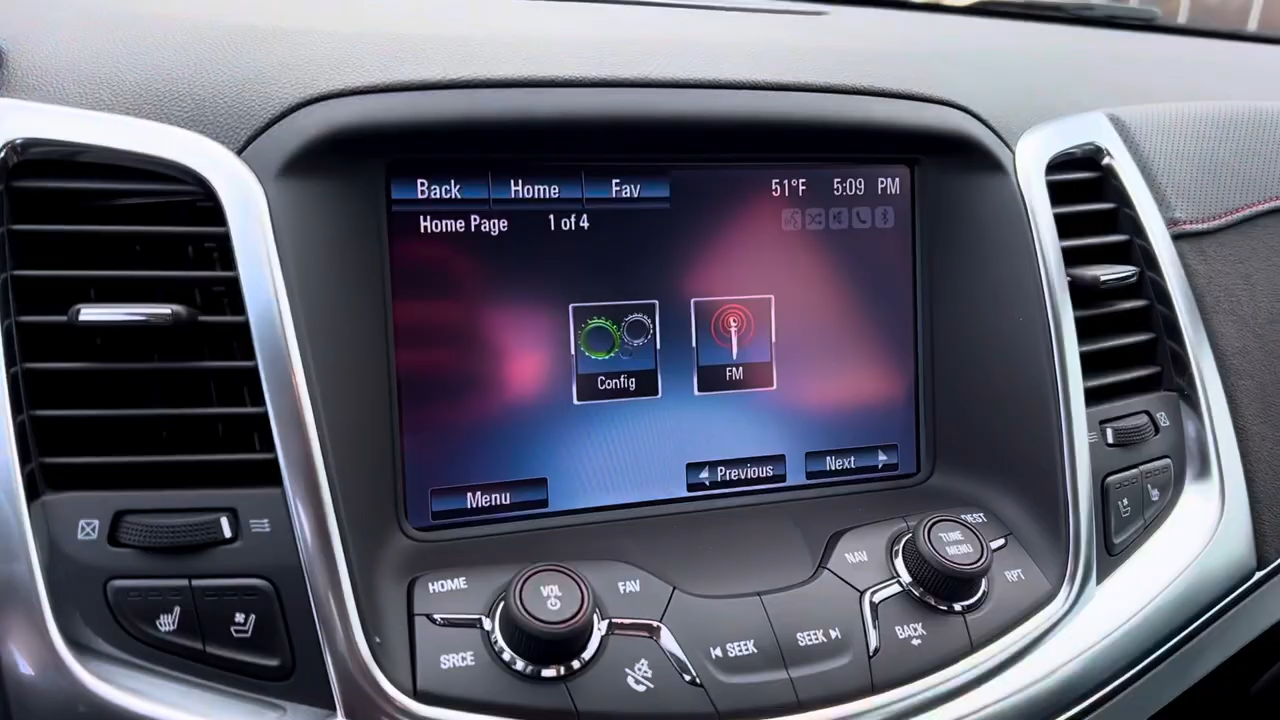 Back Home Fav 51°F 5:09 PM
Home Page 1 of 4
Config FM
Menu Previous Next
HOME VOL FAV NAV TUNE MENU DEST
SRCE SEEK SEEK BACK RPT